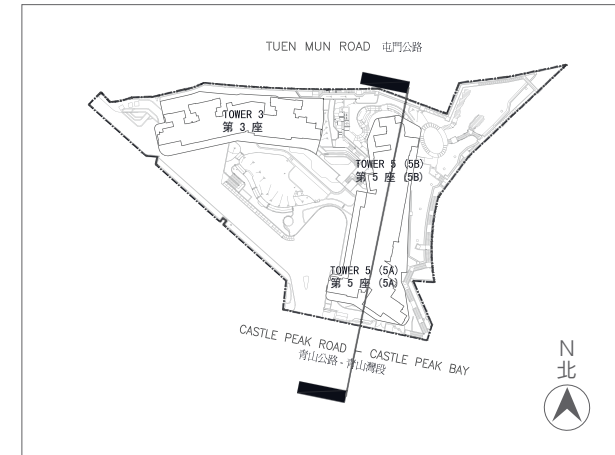 TUEN MUN ROAD 屯門公路
TOWER 3
第 3 座
TOWER 5 (5B)
第 5 座 (5B)
TOWER 5 (5A)
第 5 座 (5A)
CASTLE PEAK ROAD - CASTLE PEAK BAY
青山公路 - 青山灣段
N
北